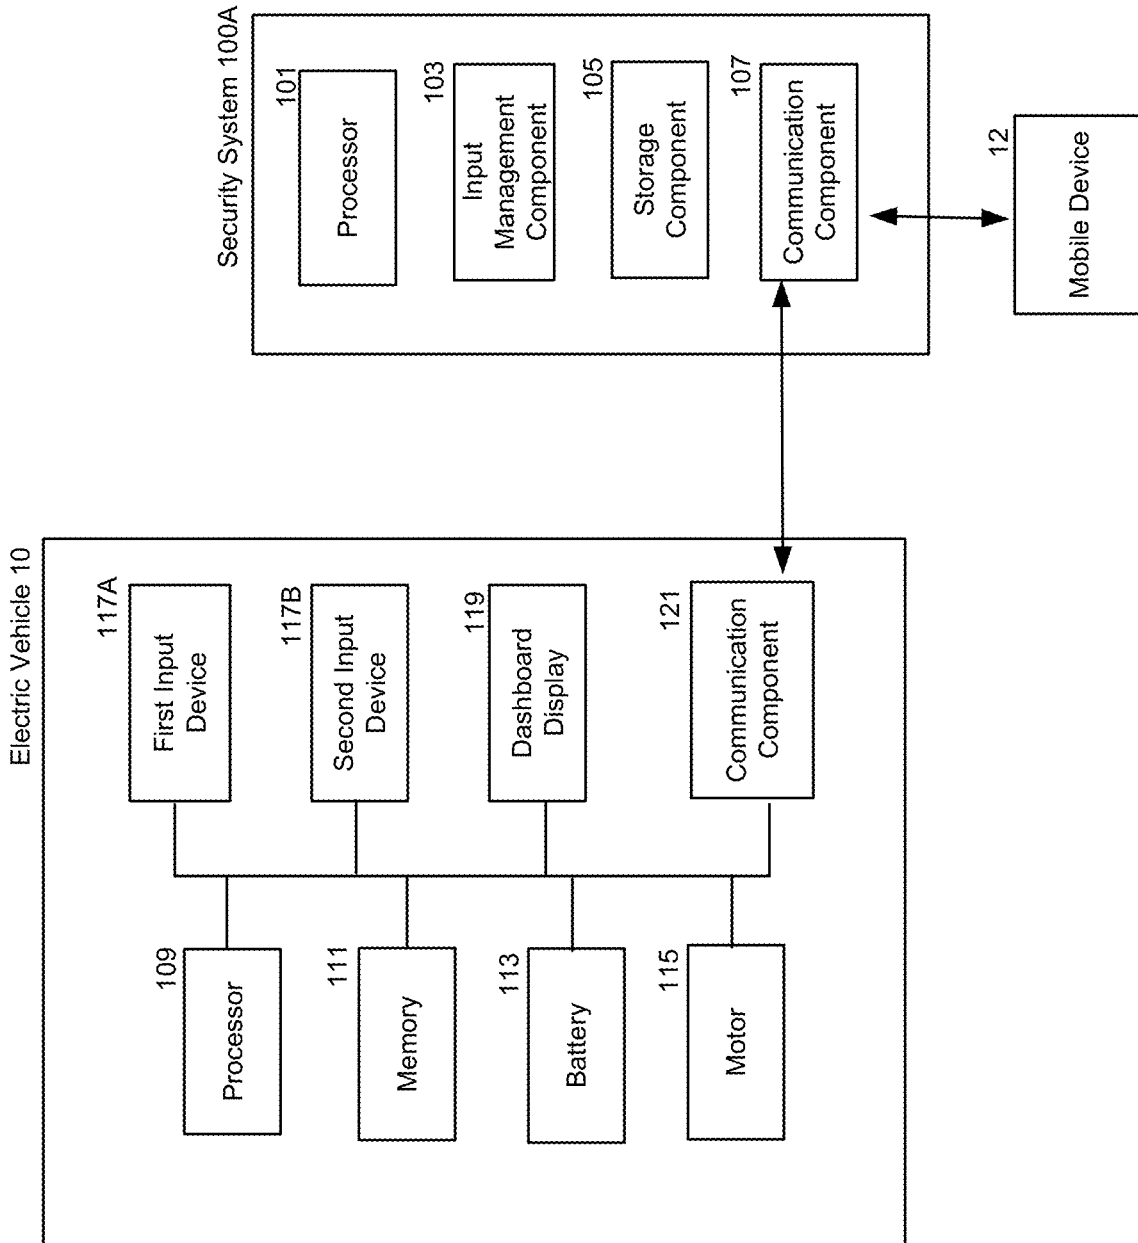 Electric Vehicle 10
109
Processor
111
Memory
113
Battery
115
Motor
117A
First Input
Device
117B
Second Input
Device
119
Dashboard
Display
121
Communication
Component
Security System 100A
101
Processor
103
Input
Management
Component
105
Storage
Component
107
Communication
Component
12
Mobile Device